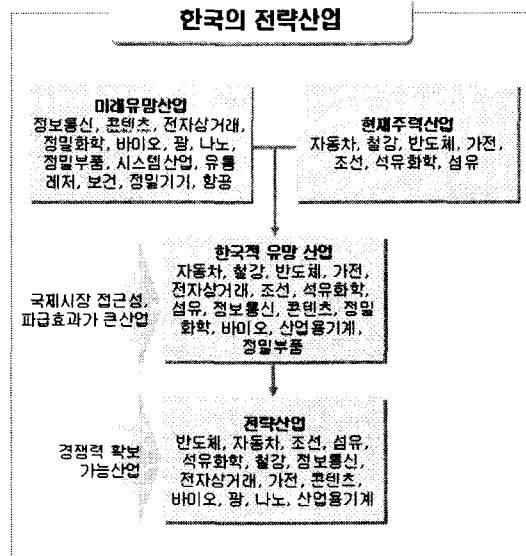 한국의 전략산업
미래유망산업
정보통신, 콘텐츠, 전자상거래,
정밀화학, 바이오, 광, 나노,
정밀부품, 시스템산업, 유통
레저, 보건, 정밀기기, 항공
현재주력산업
자동차, 철강, 반도체, 가전,
조선, 석유화학, 섬유
국제시장 접근성,
파급효과가 큰산업
한국적 유망 산업
자동차, 철강, 반도체, 가전,
전자상거래, 조선, 석유화학,
섬유, 정보통신, 콘텐츠, 정밀
화학, 바이오, 산업용기계,
정밀부품
경쟁력 확보
가능산업
전략산업
반도체, 자동차, 조선, 섬유,
석유화학, 철강, 정보통신,
전자상거래, 가전, 콘텐츠,
바이오, 광, 나노, 산업용기계